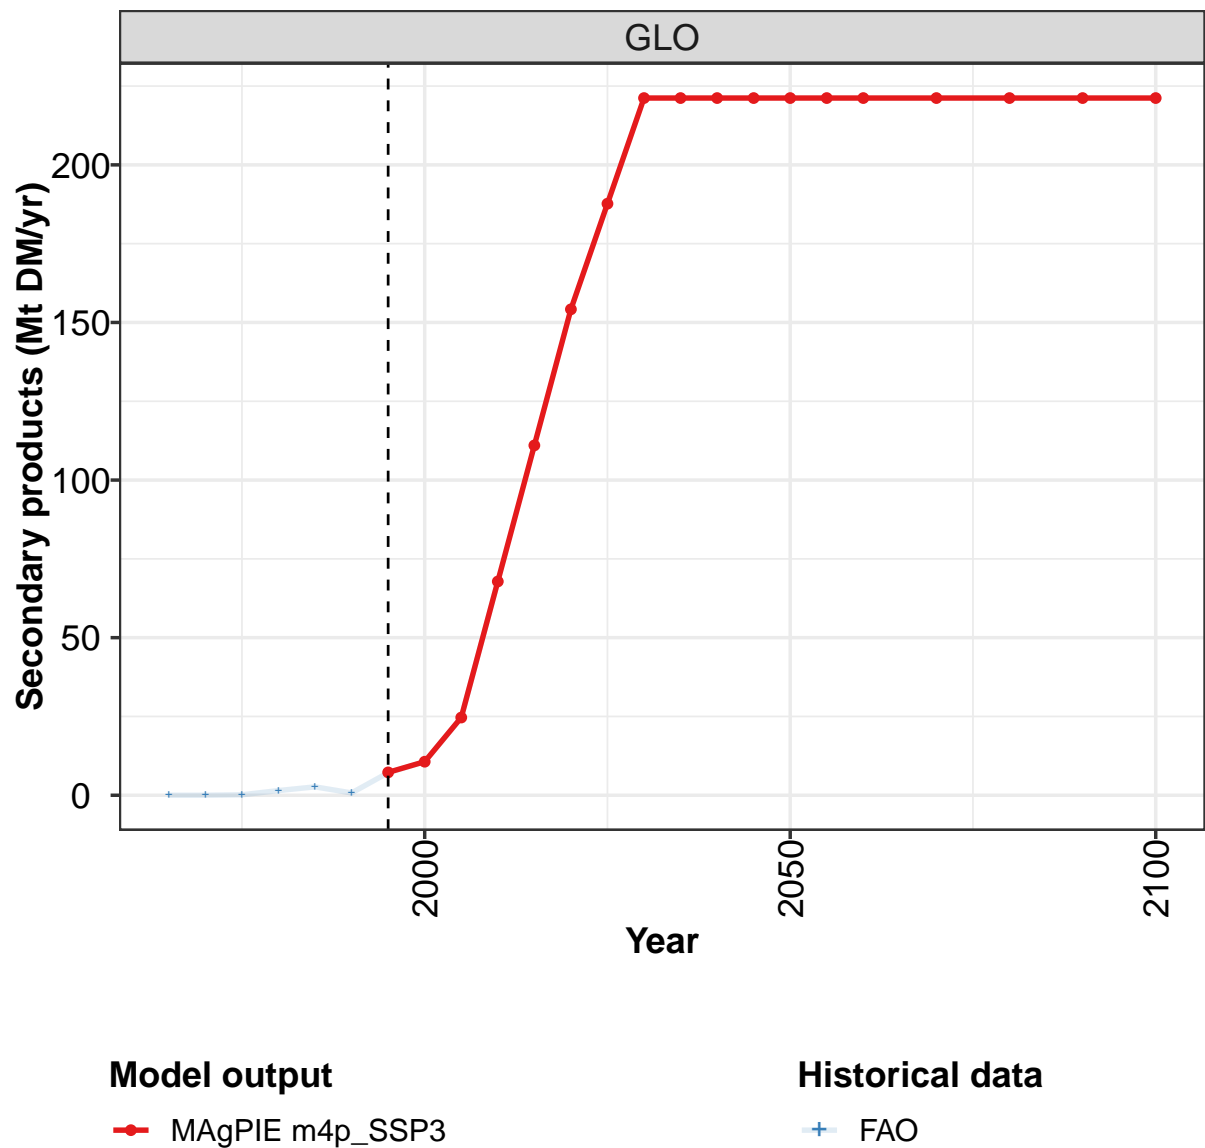 GLO
Secondary products (Mt DM/yr)
200
150
100
50
0
2000
2050
2100
Year
Model output
Historical data
MAgPIE m4p_SSP3
FAO